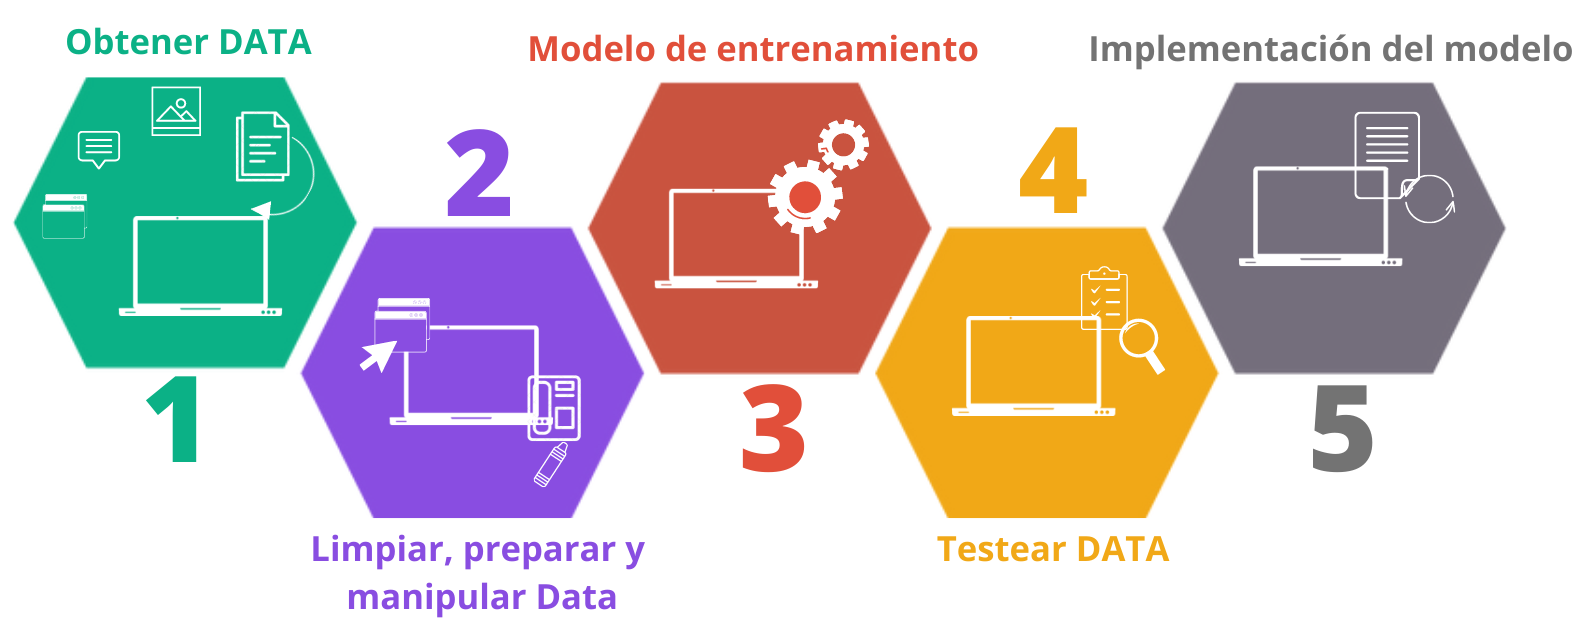 Obtener DATA
1
2
Limpiar, preparar y
manipular Data
Modelo de entrenamiento
3
4
Testear DATA
Implementación del modelo
5